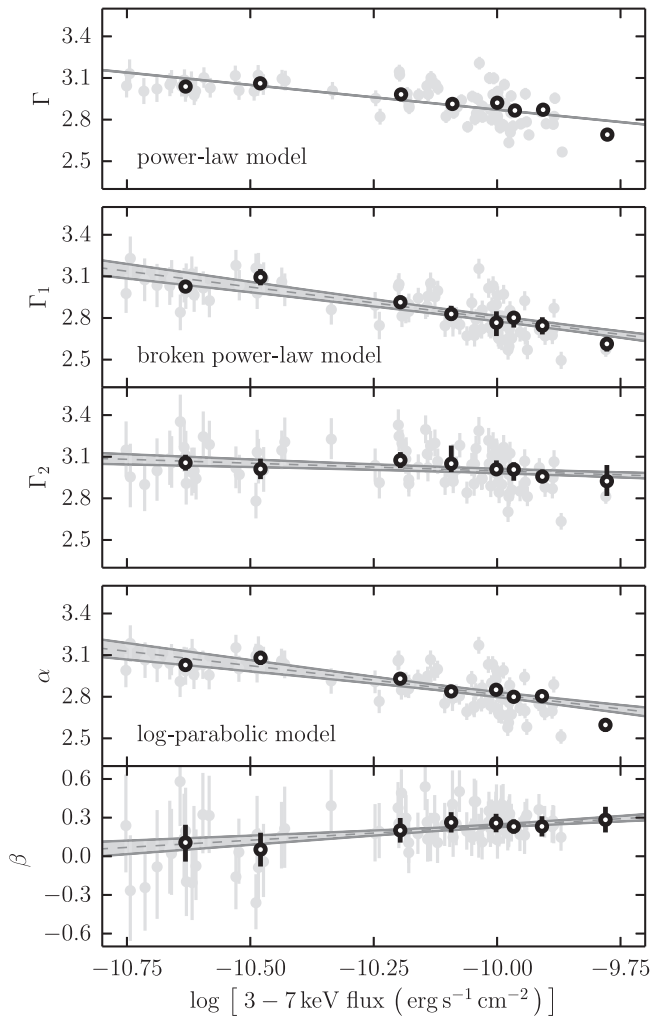 3.4
3.1
2.8
2.5
Γ
power-law model
3.4
3.1
2.8
2.5
Γ₁
broken power-law model
3.4
3.1
2.8
2.5
Γ₂
3.4
3.1
2.8
2.5
α
log-parabolic model
0.6
0.3
0.0
−0.3
−0.6
β
−10.75 −10.50 −10.25 −10.00 −9.75
log [ 3 − 7 keV flux ( erg s⁻¹ cm⁻² ) ]